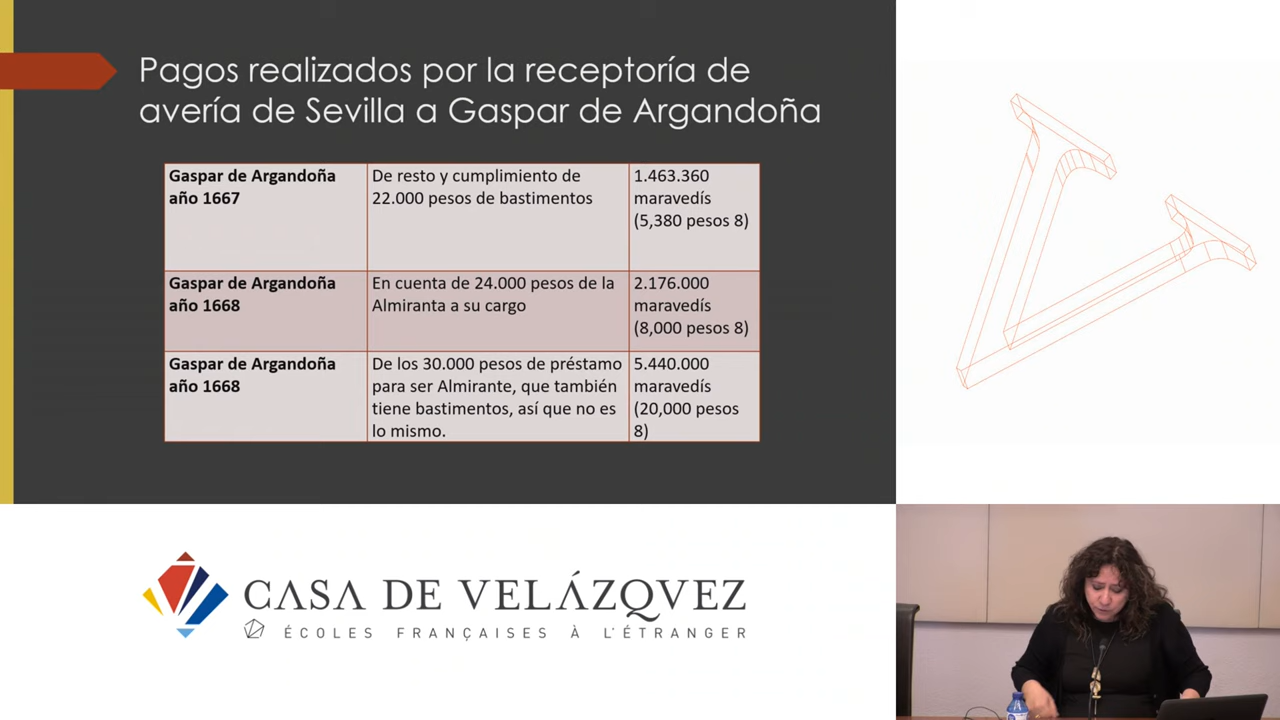 Pagos realizados por la receptoría de
avería de Sevilla a Gaspar de Argandoña
Gaspar de Argandoña
año 1667
De resto y cumplimiento de
22.000 pesos de bastimentos
1.463.360
maravedís
(5,380 pesos 8)
Gaspar de Argandoña
año 1668
En cuenta de 24.000 pesos de la
Almiranta a su cargo
2.176.000
maravedís
(8,000 pesos 8)
Gaspar de Argandoña
año 1668
De los 30.000 pesos de préstamo
para ser Almirante, que también
tiene bastimentos, así que no es
lo mismo.
5.440.000
maravedís
(20,000 pesos
8)
CASA DE VELÁZQVEZ
ÉCOLES FRANÇAISES À L'ÉTRANGER